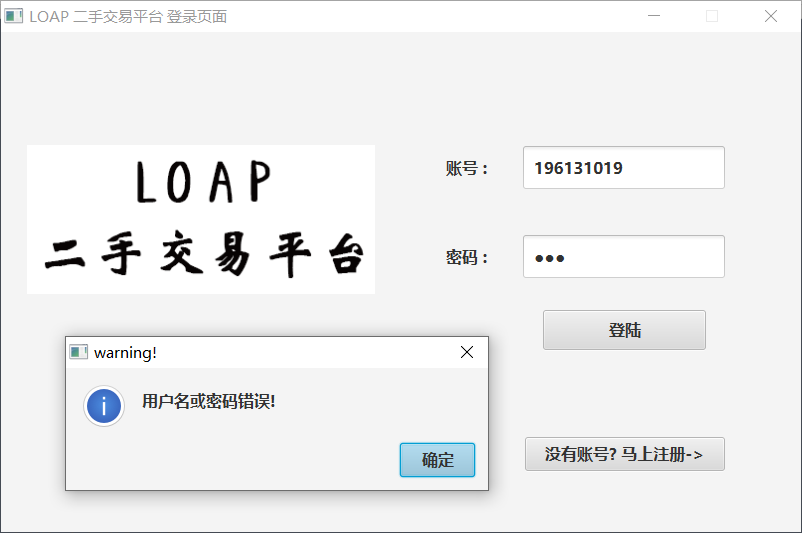 LOAP 二手交易平台 登录页面
LOAP
二手交易平台
账号：
196131019
密码：
●●●
登陆
warning!
用户名或密码错误!
确定
没有账号? 马上注册->